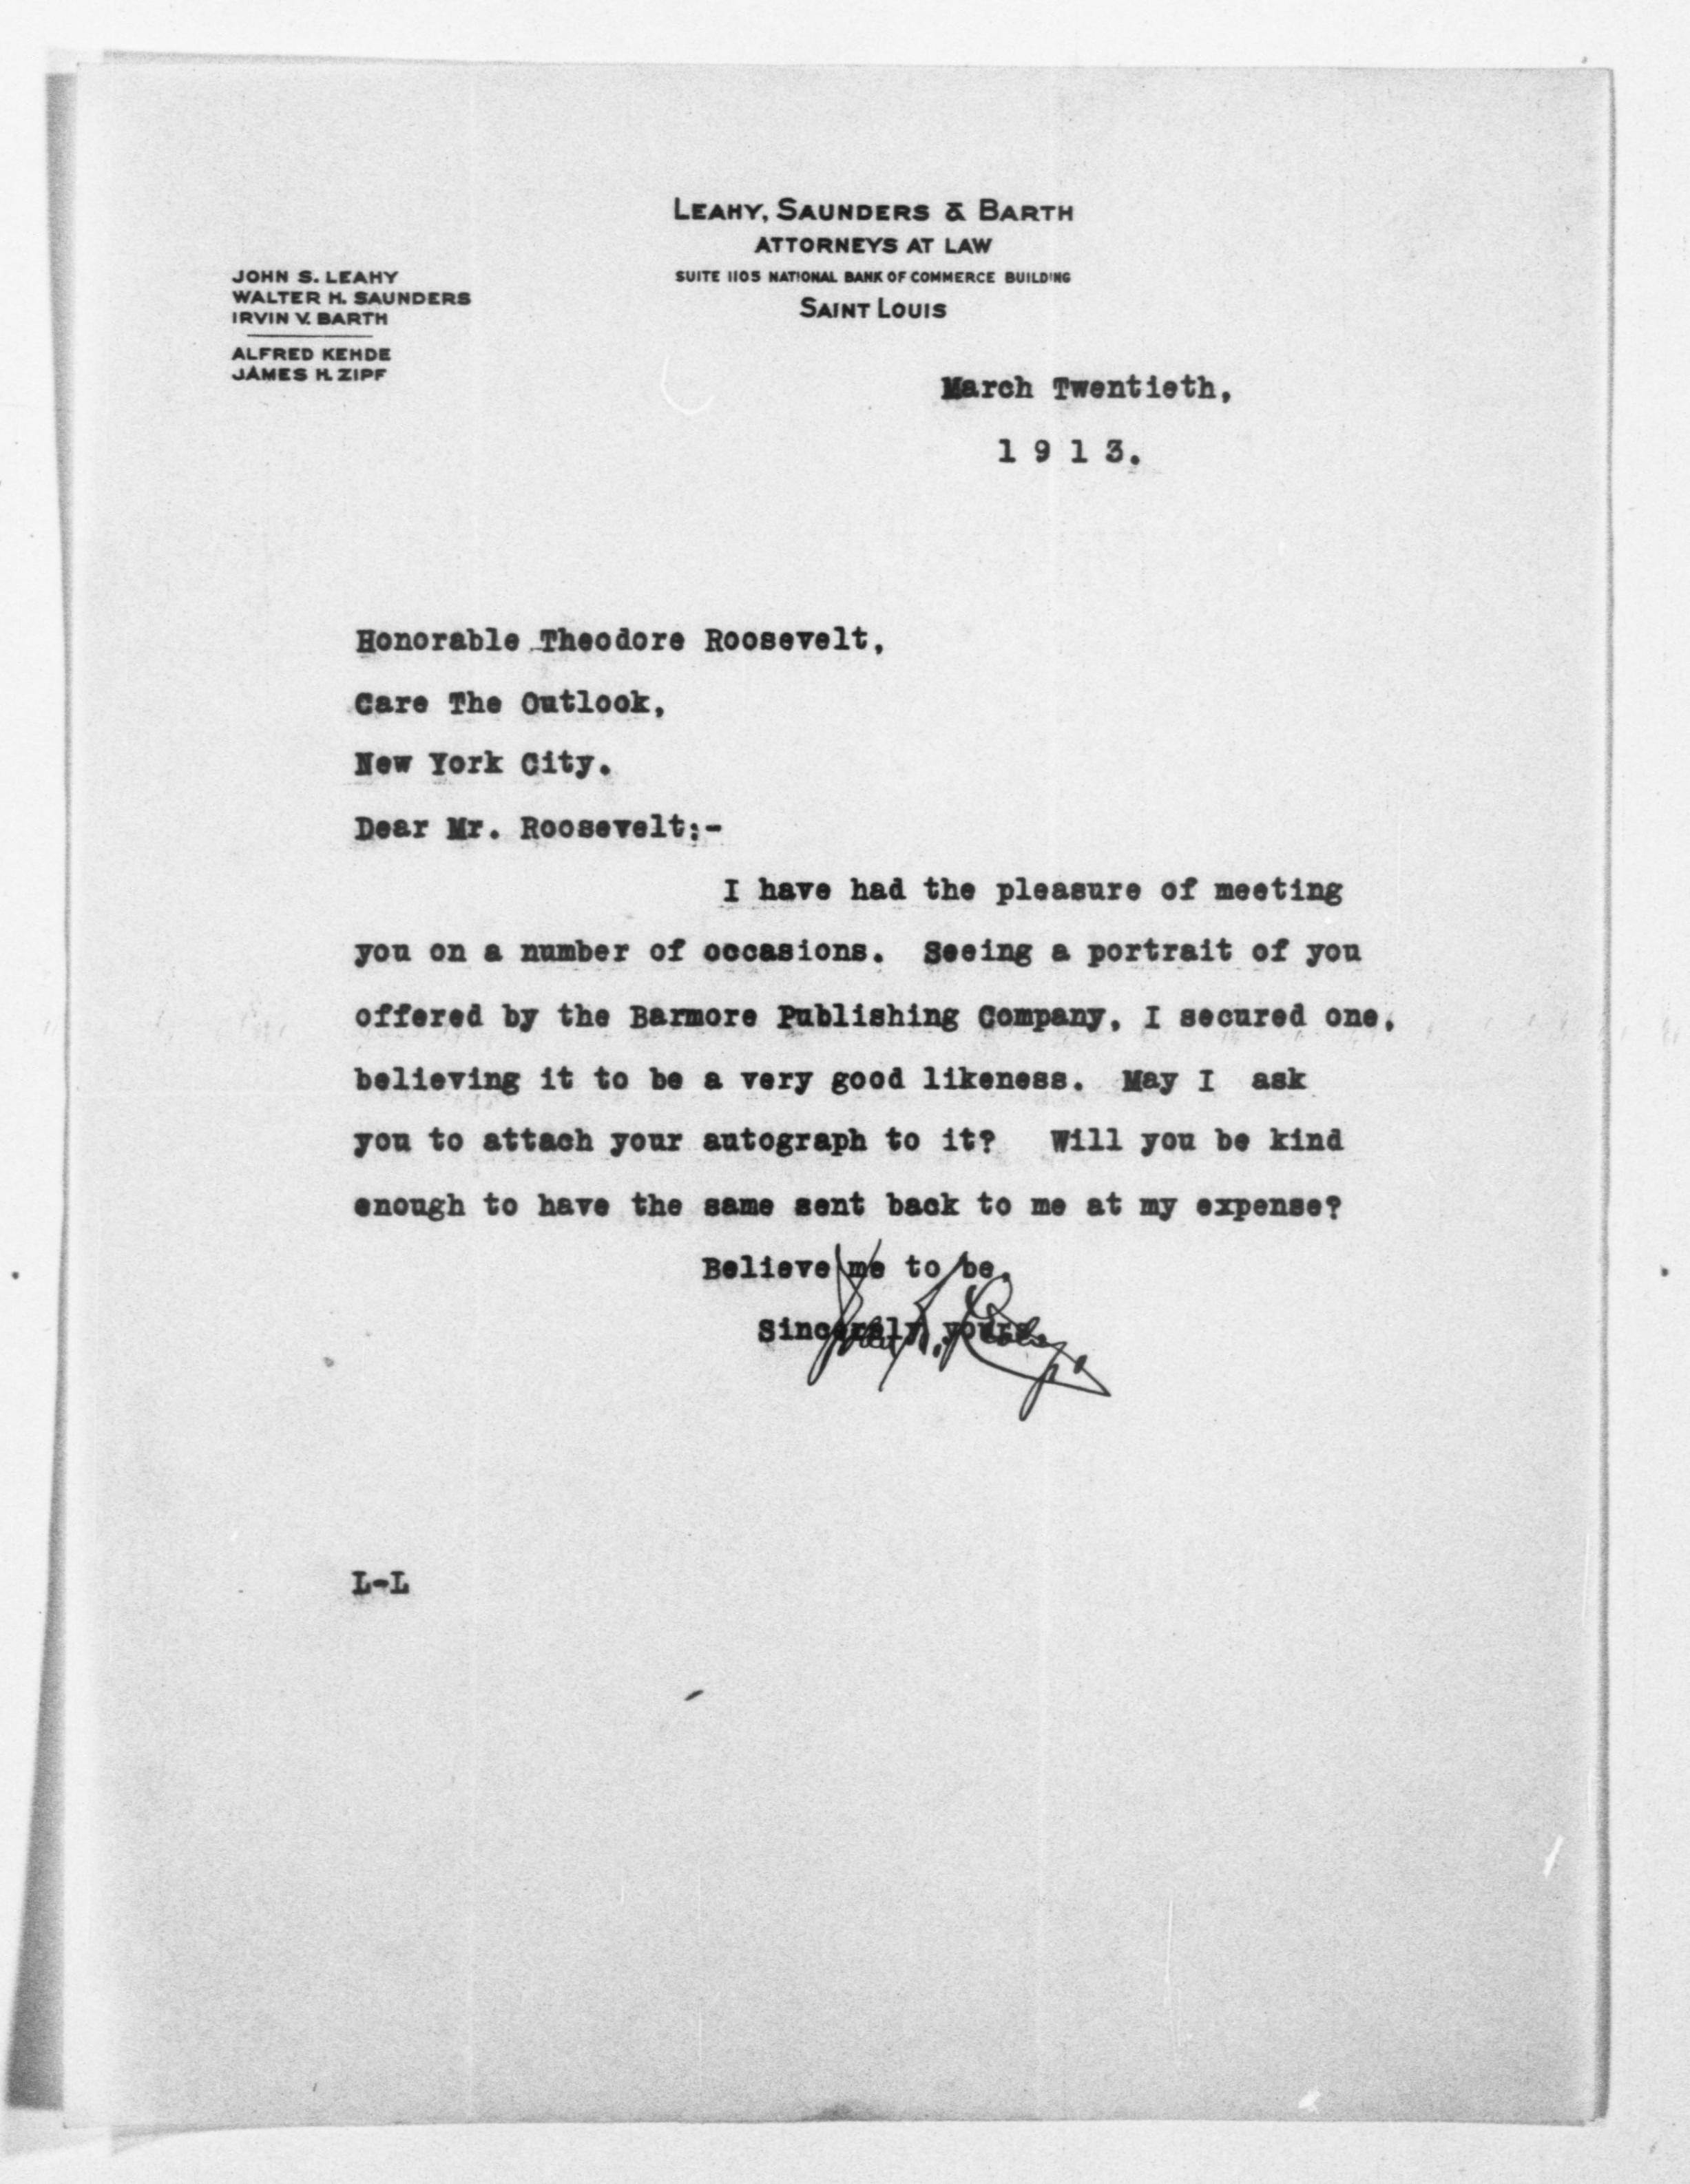 LEAHY, SAUNDERS & BARTH
ATTORNEYS AT LAW
SUITE 1105 NATIONAL BANK OF COMMERCE BUILDING
SAINT LOUIS
JOHN S. LEAHY
WALTER H. SAUNDERS
IRVIN V. BARTH
ALFRED KEHDE
JAMES H. ZIPF
March Twentieth,
1 9 1 3.
Honorable Theodore Roosevelt,
Care The Outlook,
New York City.
Dear Mr. Roosevelt:-
I have had the pleasure of meeting
you on a number of occasions. Seeing a portrait of you
offered by the Barmore Publishing Company, I secured one,
believing it to be a very good likeness. May I ask
you to attach your autograph to it? Will you be kind
enough to have the same sent back to me at my expense?
Believe me to be,
Sincerely yours,
John S. Leahy
L-L